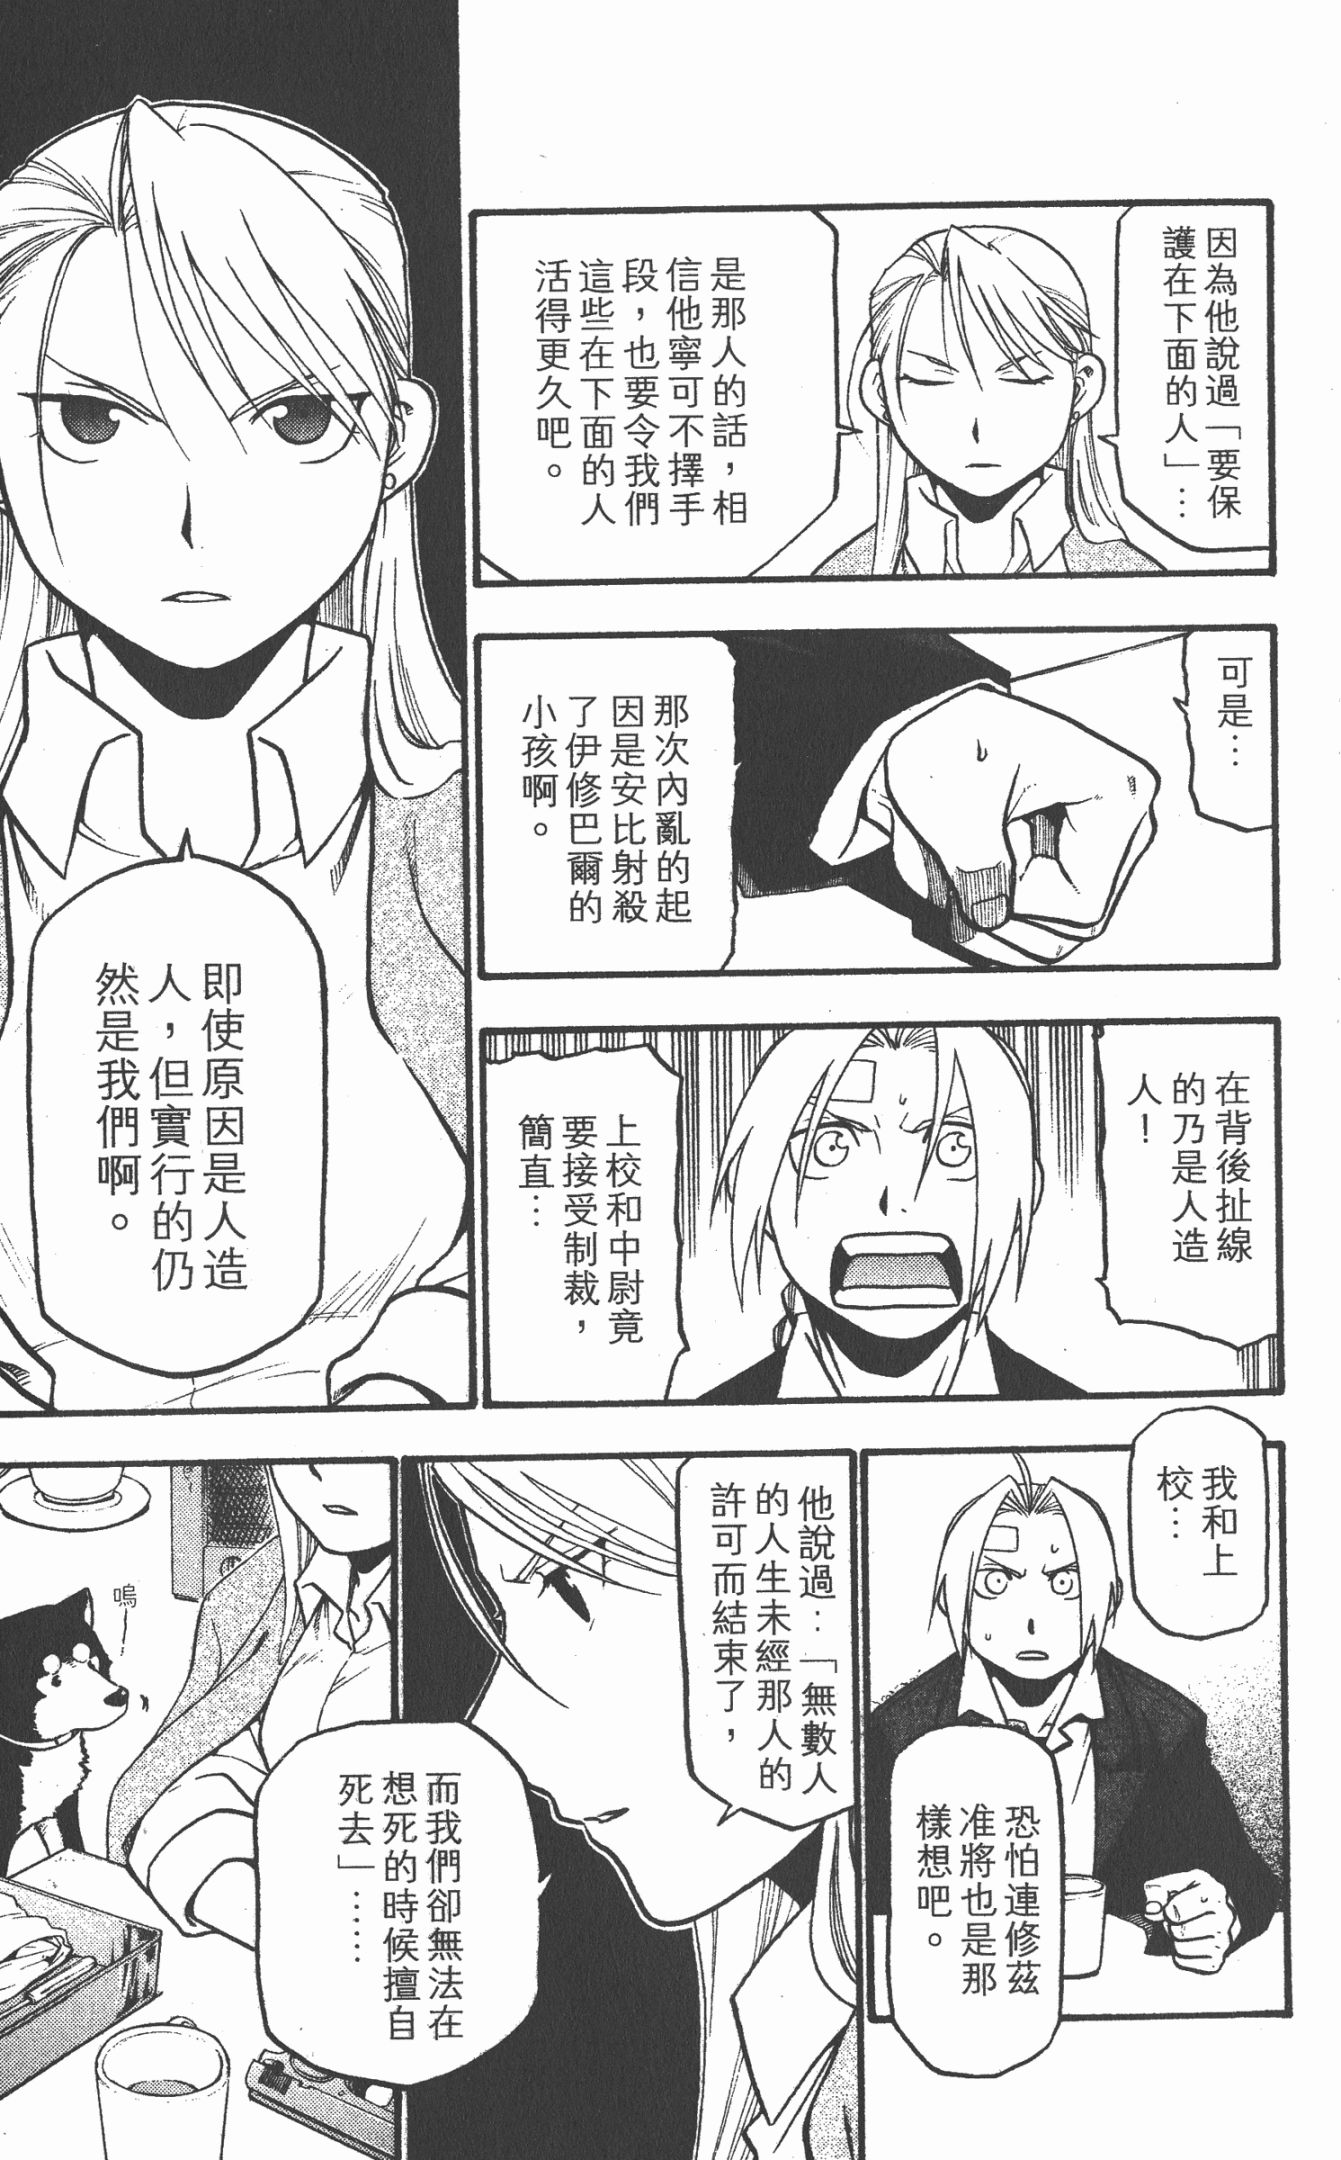 因為他說過「要保
護在下面的人」…
是那人的話，相
信他寧可不擇手
段，也要令我們
這些在下面的人
活得更久吧。
可是…
那次內亂的起
因是安比射殺
了伊修巴爾的
小孩啊。
在背後扯線
的乃是人造
人！
上校和中尉竟
要接受制裁，
簡直…
即使原因是人造
人，但實行的仍
然是我們啊。
我和上
校…
恐怕連修茲
准將也是那
樣想吧。
他說過：「無數人
的人生未經那人的
許可而結束了，
而我們卻無法在
想死的時候擅自
死去」……
嗚